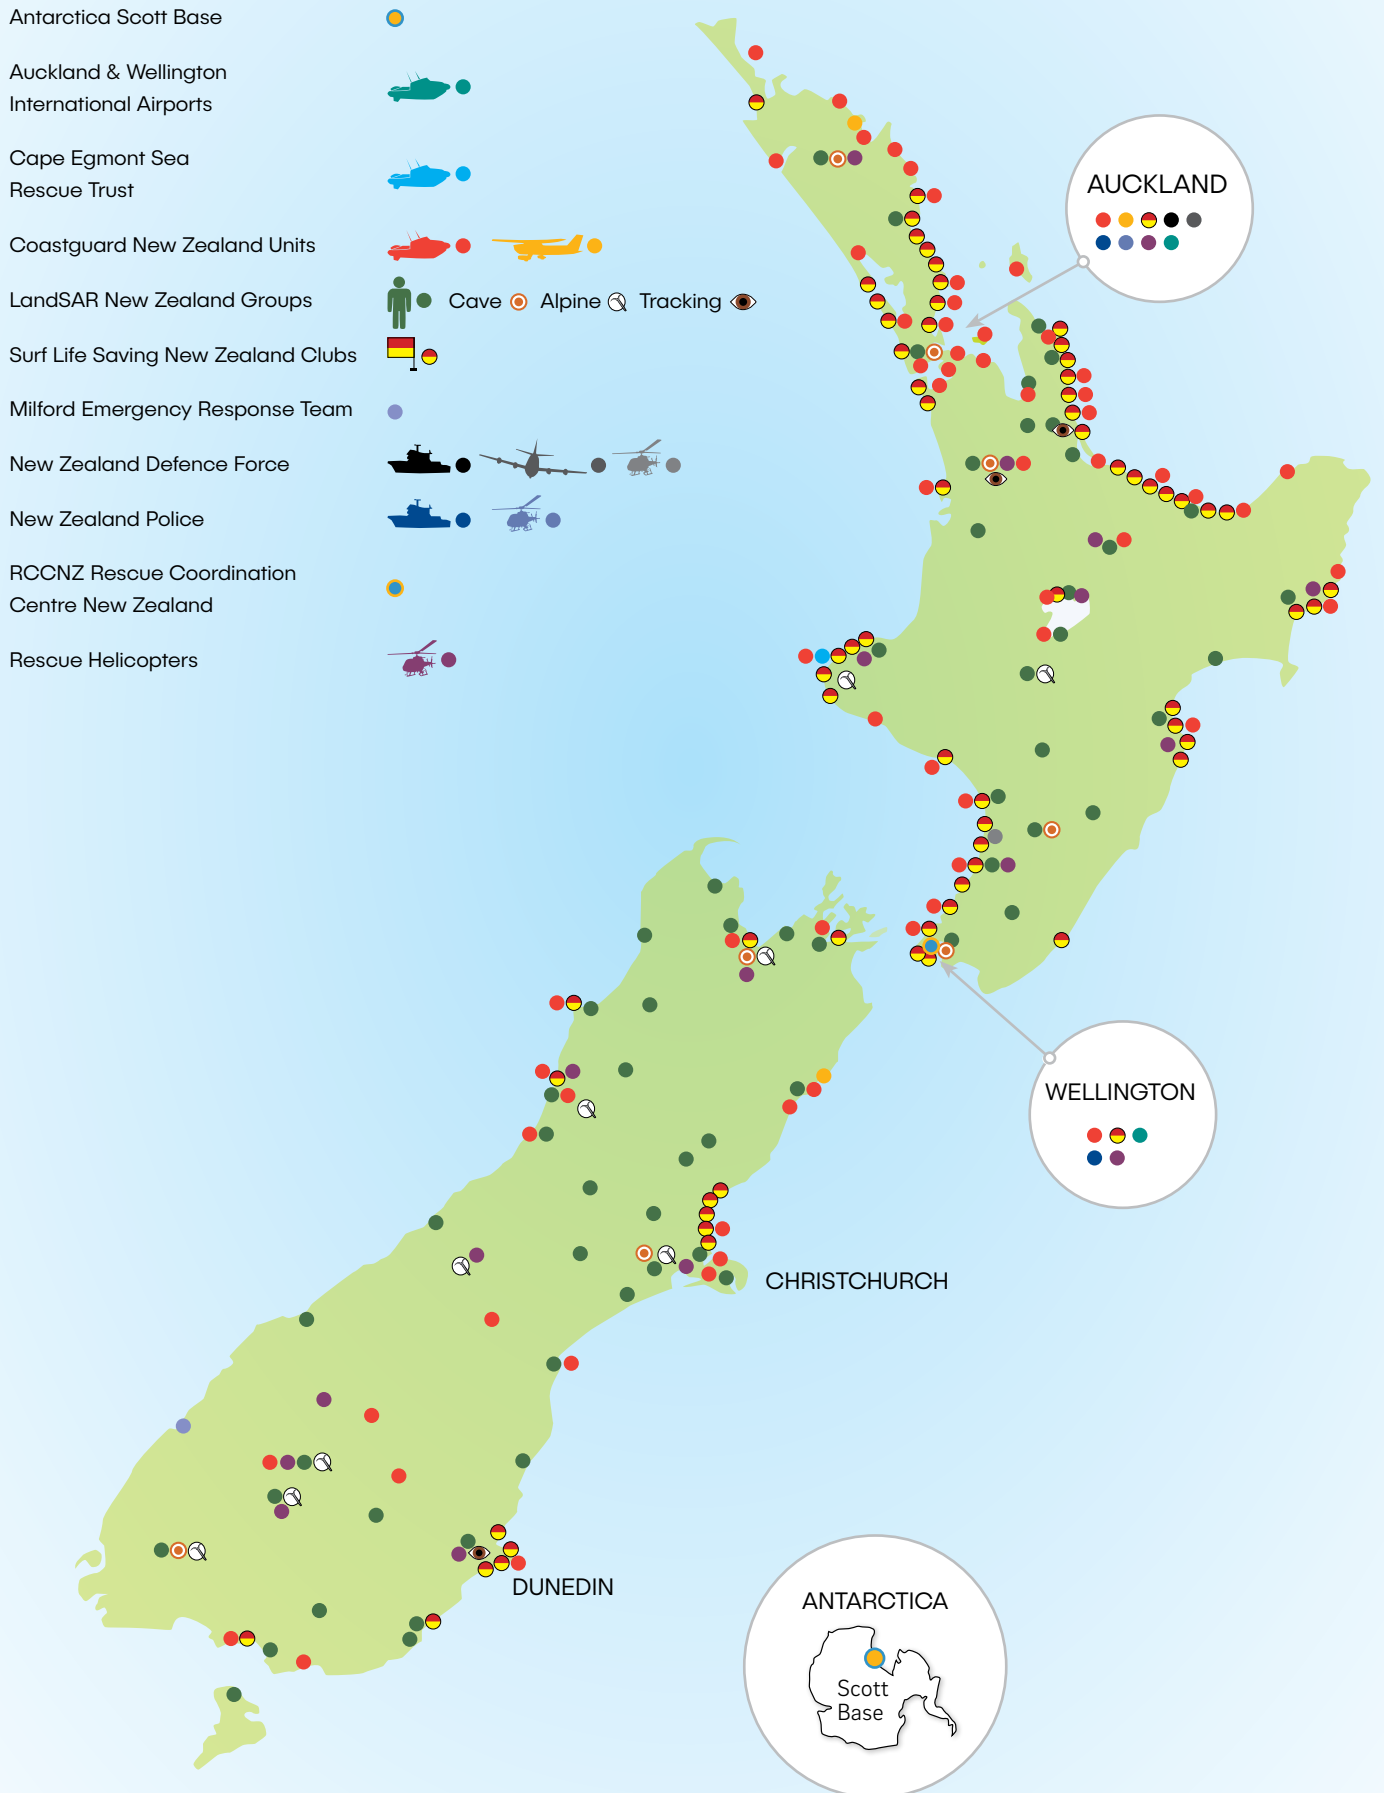 Antarctica Scott Base
Auckland & Wellington
International Airports
Cape Egmont Sea
Rescue Trust
Coastguard New Zealand Units
LandSAR New Zealand Groups
Cave
Alpine
Tracking
Surf Life Saving New Zealand Clubs
Milford Emergency Response Team
New Zealand Defence Force
New Zealand Police
RCCNZ Rescue Coordination
Centre New Zealand
Rescue Helicopters
AUCKLAND
WELLINGTON
CHRISTCHURCH
DUNEDIN
ANTARCTICA
Scott
Base